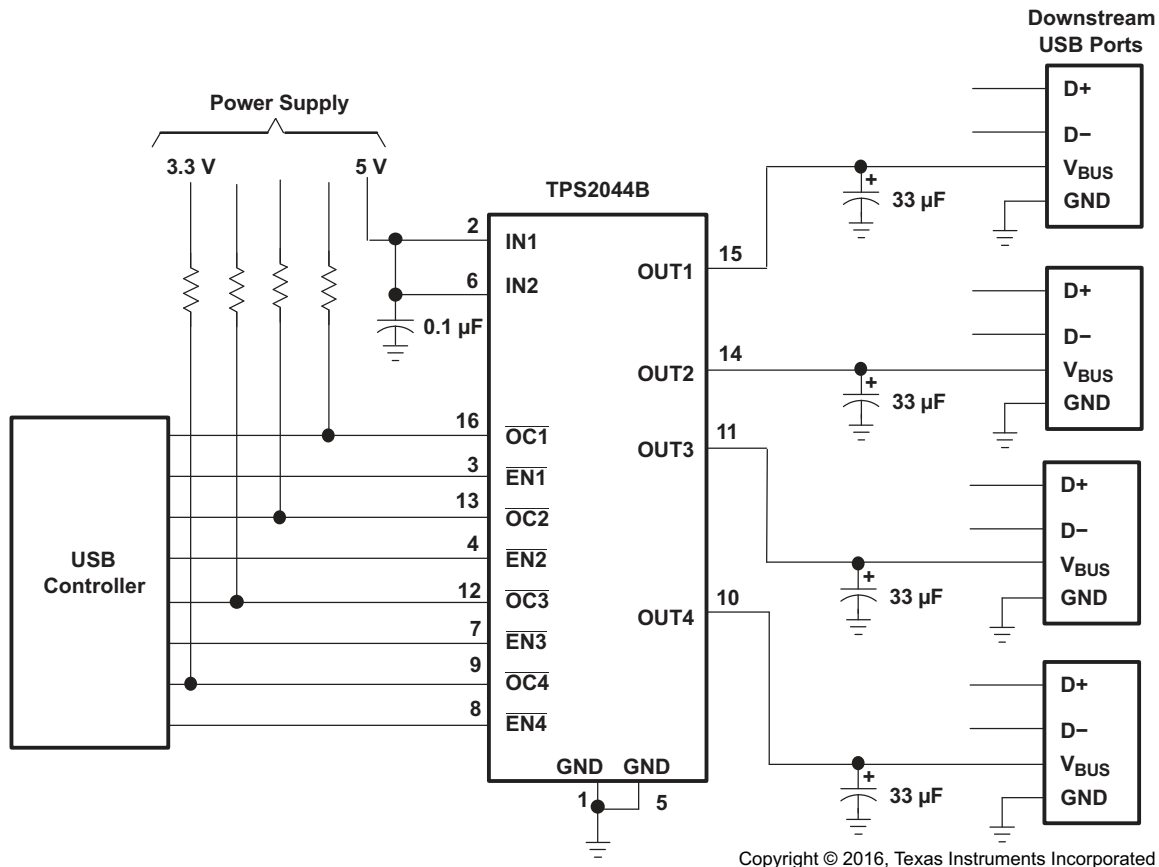 Downstream
USB Ports
Power Supply
3.3 V
5 V
TPS2044B
2
IN1
6
IN2
0.1 µF
16
OC1
3
EN1
13
OC2
4
EN2
12
OC3
7
EN3
9
OC4
8
EN4
USB
Controller
GND GND
1
5
OUT1
15
OUT2
14
OUT3
11
OUT4
10
+
33 µF
D+
D−
VBUS
GND
+
33 µF
D+
D−
VBUS
GND
+
33 µF
D+
D−
VBUS
GND
+
33 µF
D+
D−
VBUS
GND
Copyright © 2016, Texas Instruments Incorporated